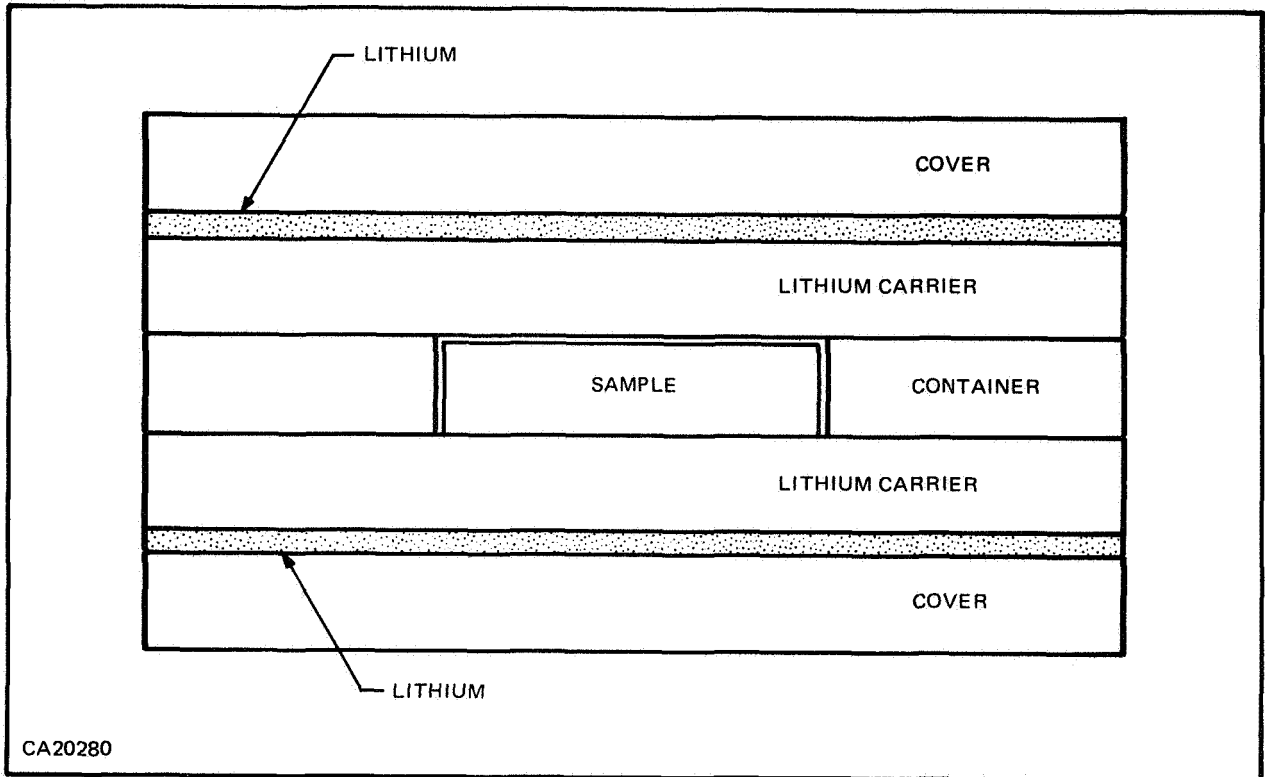 LITHIUM
COVER
LITHIUM CARRIER
SAMPLE
CONTAINER
LITHIUM CARRIER
COVER
LITHIUM
CA20280